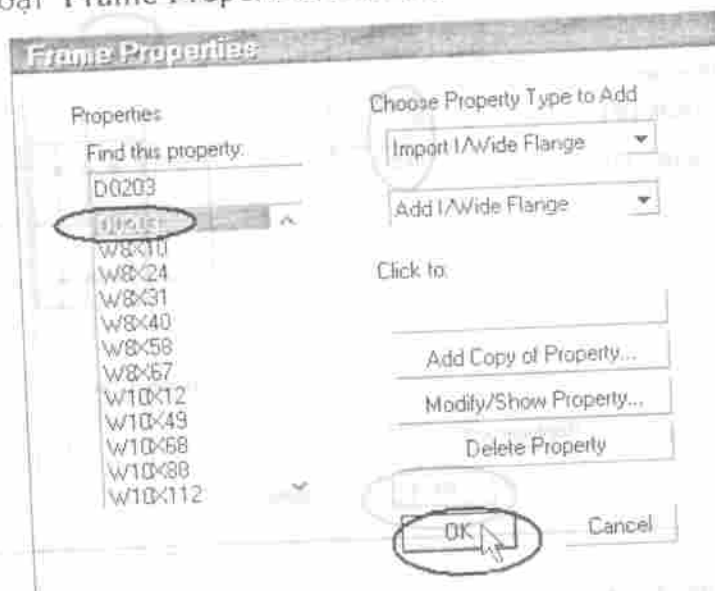 Frame Properties
Properties
Find this property:
D0203
W8X10
W8X24
W8X31
W8X40
W8X58
W8X67
W10X12
W10X49
W10X68
W10X88
W10X112
Choose Property Type to Add
Import I/Wide Flange
Add I/Wide Flange
Click to:
Add Copy of Property...
Modify/Show Property...
Delete Property
OK
Cancel